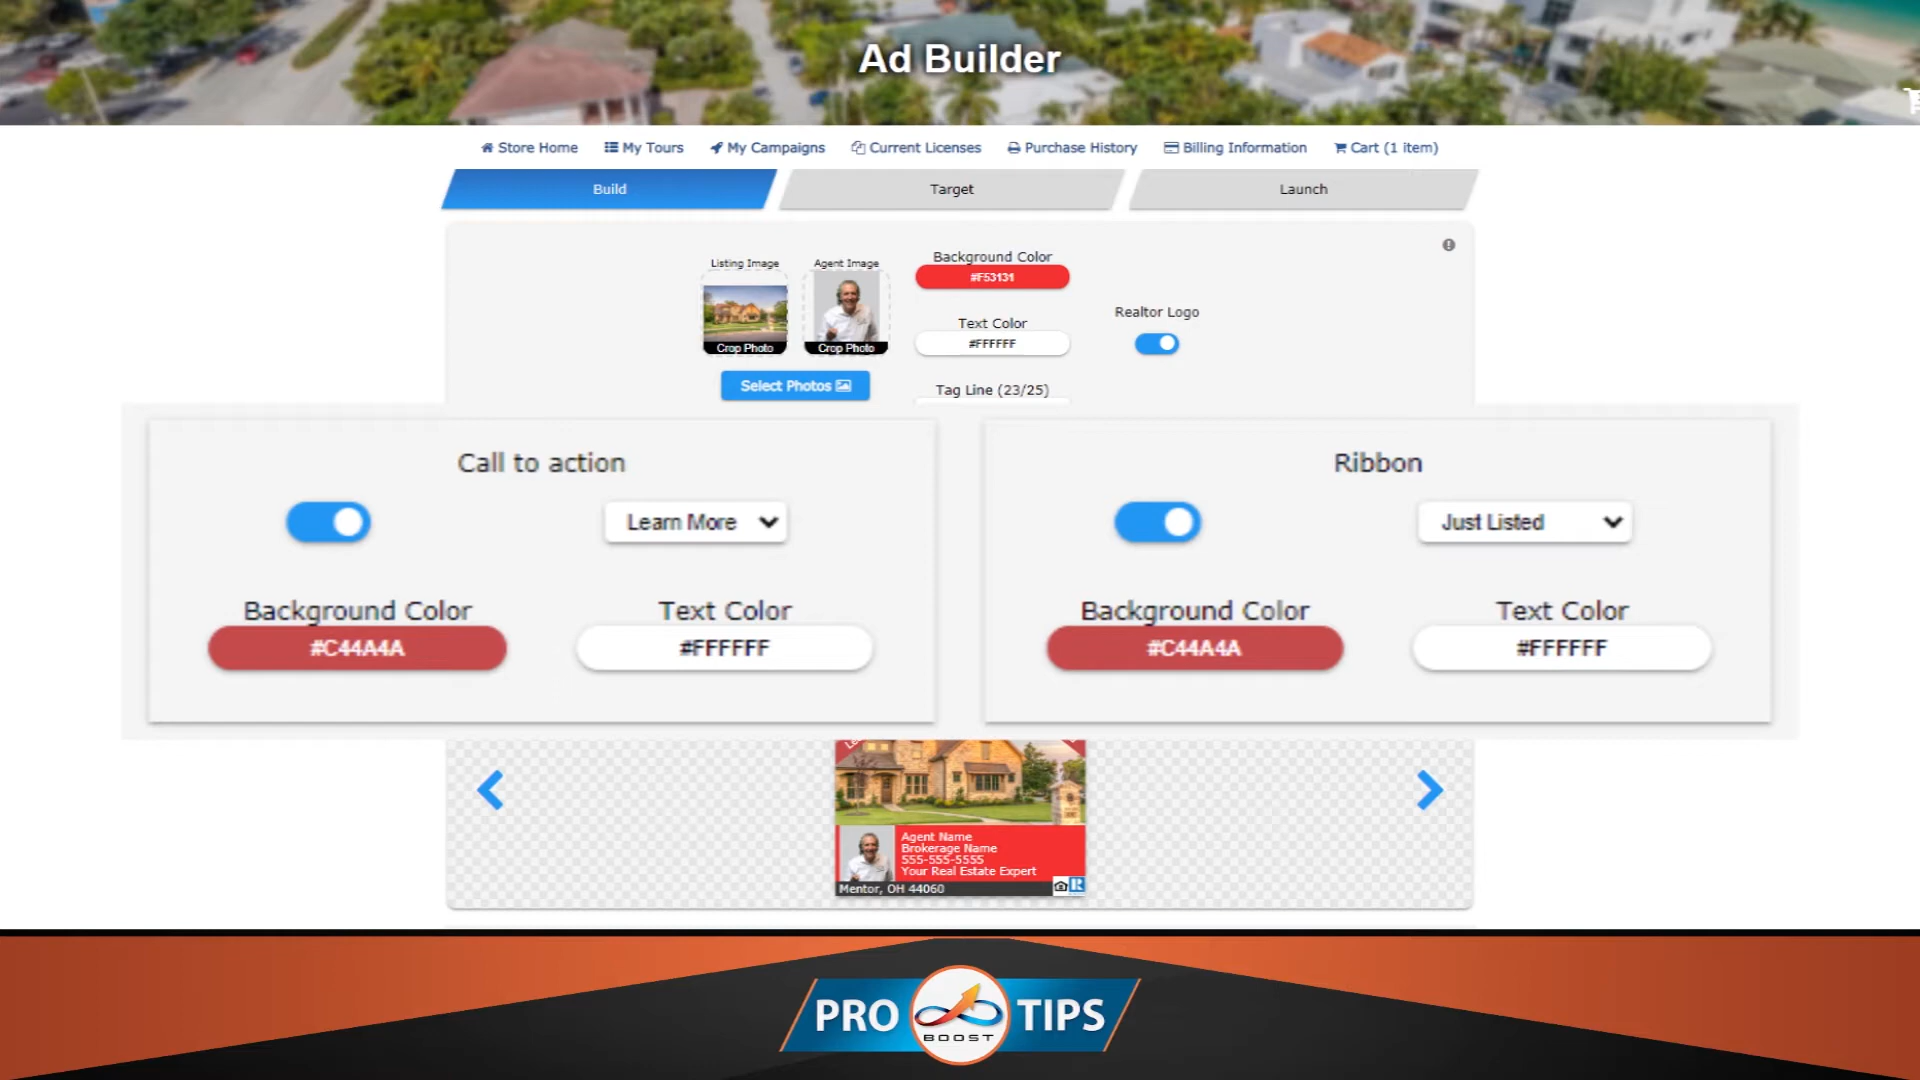 Ad Builder
Store Home My Tours My Campaigns Current Licenses Purchase History Billing Information Cart (1 item)
Build Target Launch
Listing Image Agent Image Background Color
#F53131
Realtor Logo
Text Color
#FFFFFF
Crop Photo Crop Photo
Select Photos
Tag Line (23/25)
Call to action
Learn More
Background Color Text Color
#C44A4A #FFFFFF
Ribbon
Just Listed
Background Color Text Color
#C44A4A #FFFFFF
Agent Name
Brokerage Name
555-555-5555
Your Real Estate Expert
Mentor, OH 44060
PRO BOOST TIPS